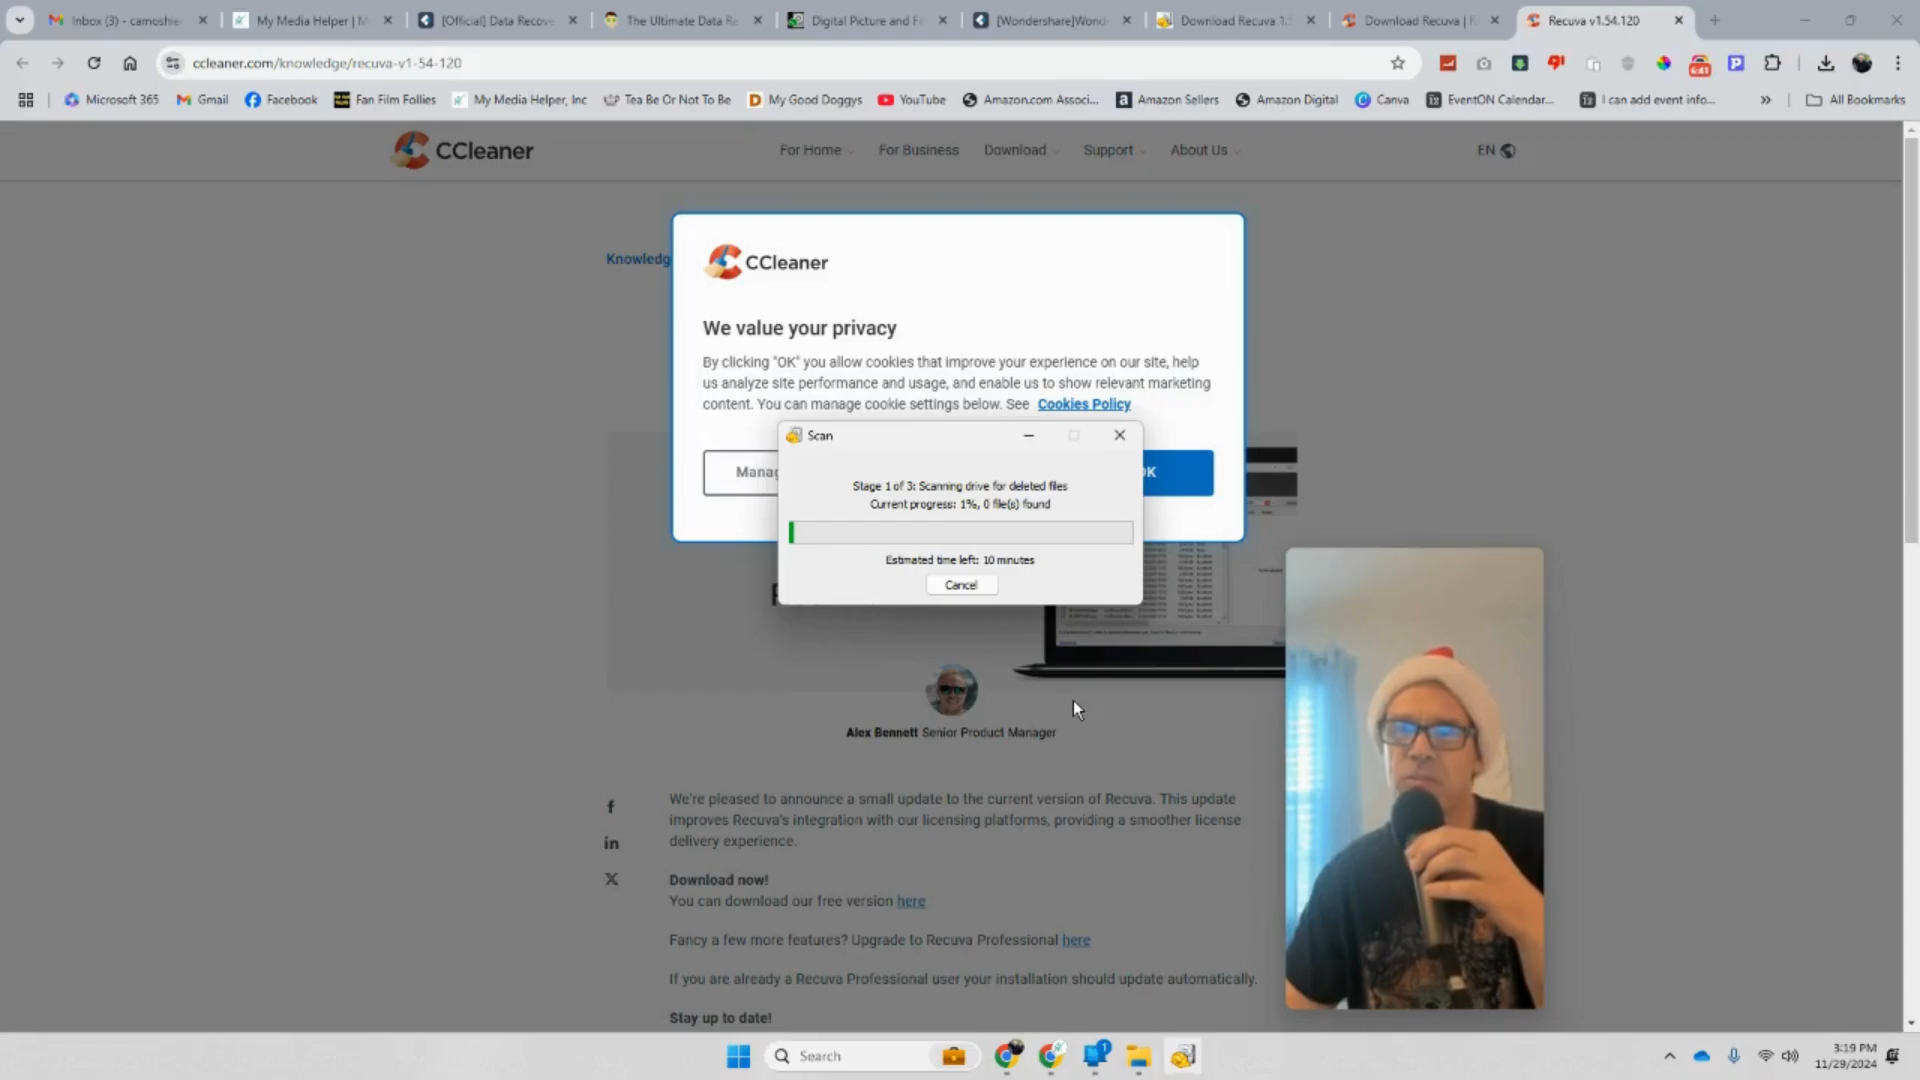 Inbox (3) - camoshier
My Media Helper | M
[Official] Data Recove
The Ultimate Data Re
Digital Picture and Fi
[Wondershare]Wond
Download Recuva 1.5
Download Recuva |
Recuva v1.54.120
ccleaner.com/knowledge/recuva-v1-54-120
Microsoft 365
Gmail
Facebook
Fan Film Follies
My Media Helper, Inc
Tea Be Or Not To Be
My Good Doggys
YouTube
Amazon.com Associ...
Amazon Sellers
Amazon Digital
Canva
EventON Calendar...
I can add event info...
All Bookmarks
CCleaner
For Home
For Business
Download
Support
About Us
EN
Knowledg
CCleaner
We value your privacy
By clicking "OK" you allow cookies that improve your experience on our site, help
us analyze site performance and usage, and enable us to show relevant marketing
content. You can manage cookie settings below. See Cookies Policy
Manag
Scan
Stage 1 of 3: Scanning drive for deleted files
Current progress: 1%, 0 file(s) found
Estimated time left: 10 minutes
Cancel
Alex Bennett Senior Product Manager
We're pleased to announce a small update to the current version of Recuva. This update
improves Recuva's integration with our licensing platforms, providing a smoother license
delivery experience.
Download now!
You can download our free version here
Fancy a few more features? Upgrade to Recuva Professional here
If you are already a Recuva Professional user your installation should update automatically.
Stay up to date!
Search
3:19 PM
11/29/2024